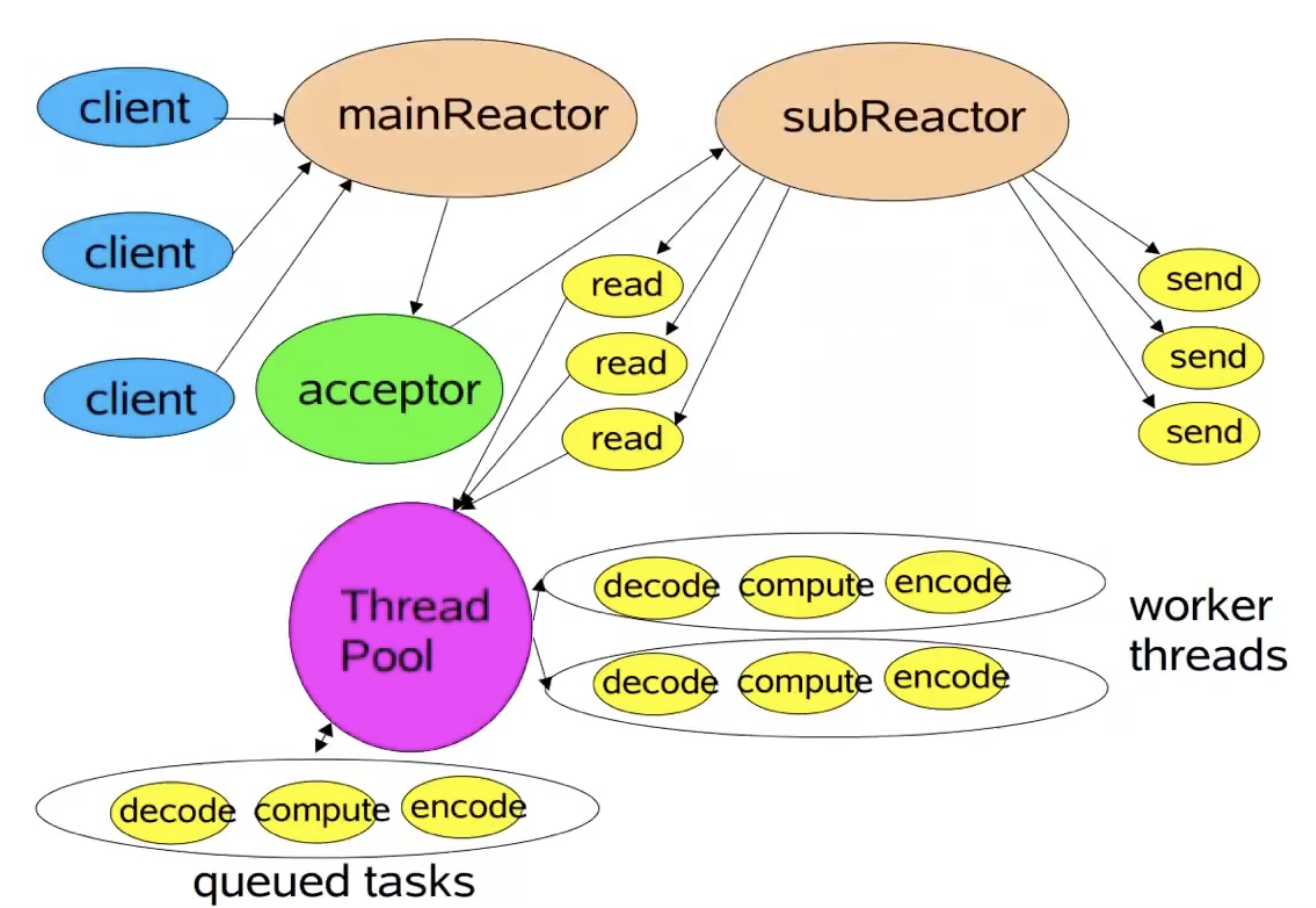 client
mainReactor
subReactor
client
read
send
read
send
client
acceptor
read
send
Thread
Pool
decode
compute
encode
worker
threads
decode
compute
encode
decode
compute
encode
queued tasks